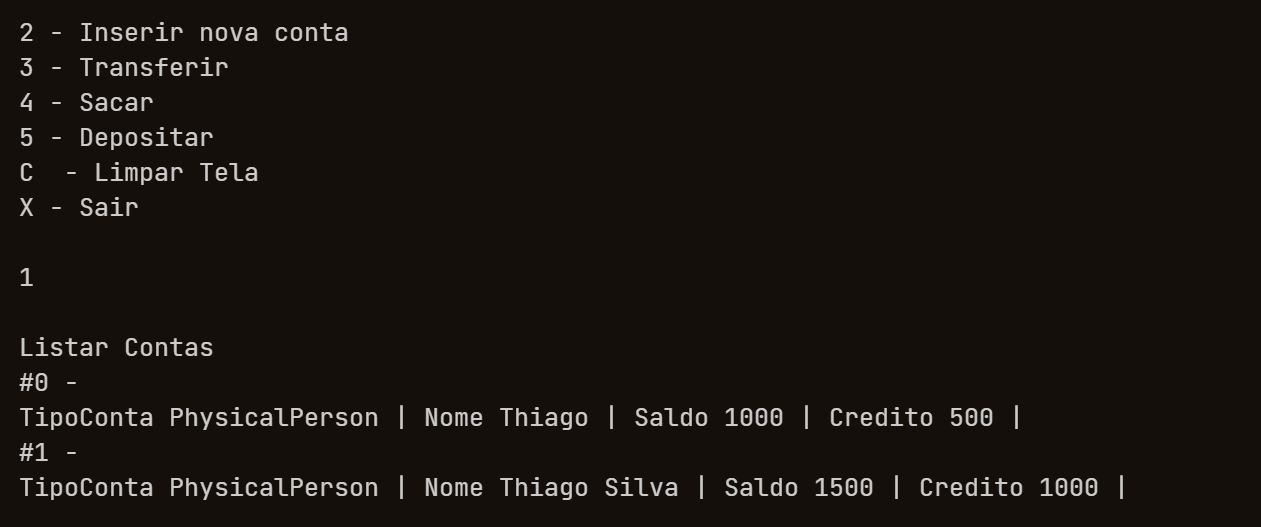 2 - Inserir nova conta
3 - Transferir
4 - Sacar
5 - Depositar
C  - Limpar Tela
X - Sair
1
Listar Contas
#0 -
TipoConta PhysicalPerson | Nome Thiago | Saldo 1000 | Credito 500 |
#1 -
TipoConta PhysicalPerson | Nome Thiago Silva | Saldo 1500 | Credito 1000 |